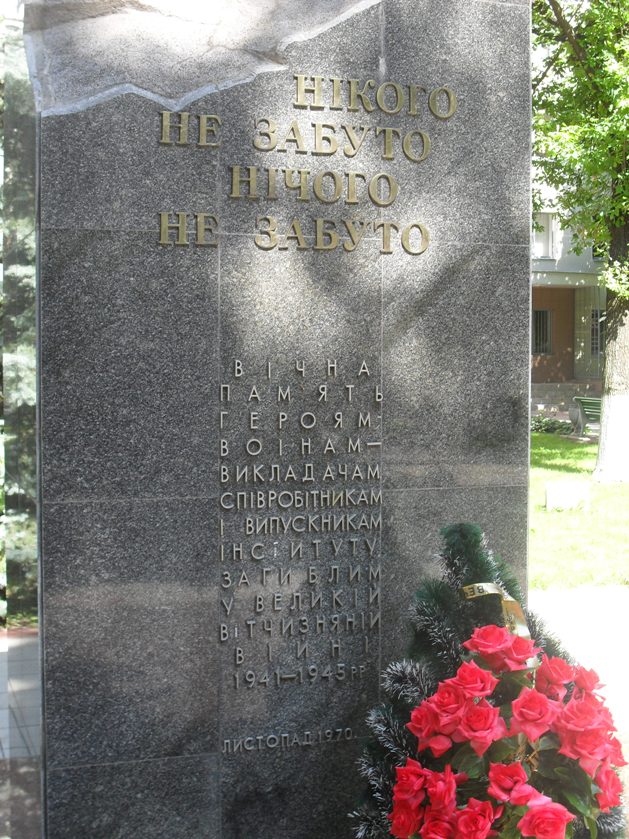 НІКОГО
НЕ ЗАБУТО
НІЧОГО
НЕ ЗАБУТО
ВІЧНА
ПАМ'ЯТЬ
ГЕРОЯМ
ВОІНАМ—
ВИКЛАДАЧАМ
СПІВРОБІТНИКАМ
І ВИПУСКНИКАМ
ІНСТИТУТУ
ЗАГИБЛИМ
У ВЕЛИКІЙ
ВІТЧИЗНЯНІЙ
ВІЙНІ
1941—1945 РР.
ЛИСТОПАД 1970.